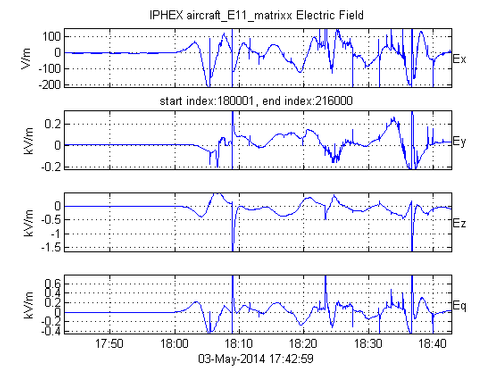 IPHEX aircraft_E11_matrixx Electric Field
100
0
-100
-200
V/m
Ex
start index:180001, end index:216000
0.2
0
-0.2
kV/m
Ey
0
-0.5
-1
-1.5
kV/m
Ez
0.6
0.4
0.2
0
-0.2
-0.4
kV/m
Eq
17:50 18:00 18:10 18:20 18:30 18:40
03-May-2014 17:42:59